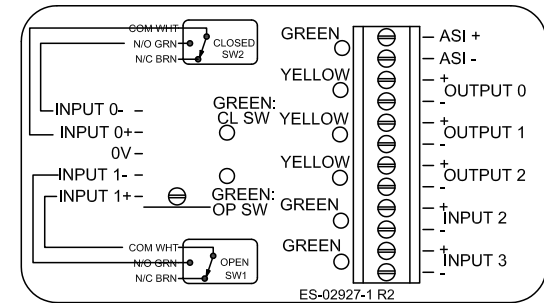 COM WHT
N/O GRN
N/C BRN
CLOSED
SW2
INPUT 0-
INPUT 0+
0V
INPUT 1-
INPUT 1+
GREEN:
CL SW
GREEN:
OP SW
COM WHT
N/O GRN
N/C BRN
OPEN
SW1
GREEN
YELLOW
YELLOW
YELLOW
GREEN
GREEN
ASI +
ASI -
+
OUTPUT 0
-
+
OUTPUT 1
-
+
OUTPUT 2
-
+
INPUT 2
-
+
INPUT 3
-
ES-02927-1 R2